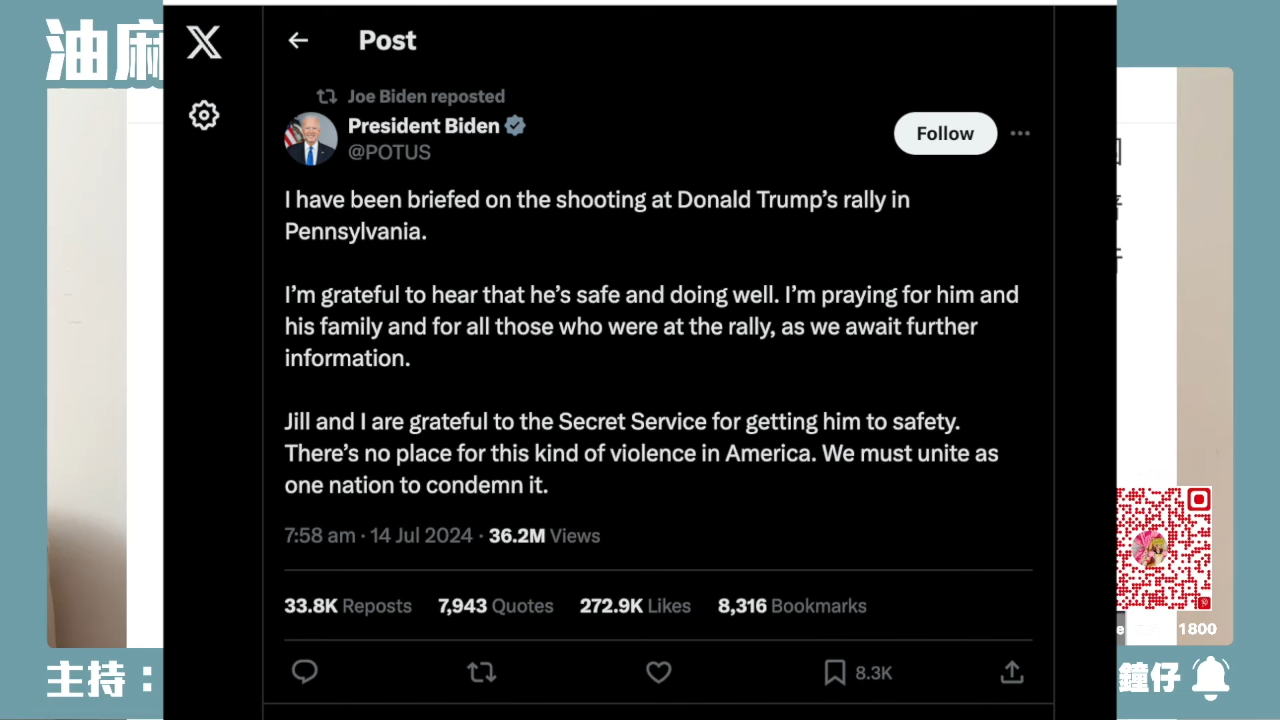 油麻
Post
Joe Biden reposted
President Biden
@POTUS
Follow
I have been briefed on the shooting at Donald Trump’s rally in
Pennsylvania.
I’m grateful to hear that he’s safe and doing well. I’m praying for him and
his family and for all those who were at the rally, as we await further
information.
Jill and I are grateful to the Secret Service for getting him to safety.
There’s no place for this kind of violence in America. We must unite as
one nation to condemn it.
7:58 am · 14 Jul 2024 · 36.2M Views
33.8K Reposts 7,943 Quotes 272.9K Likes 8,316 Bookmarks
8.3K
1800
主持：
鐘仔